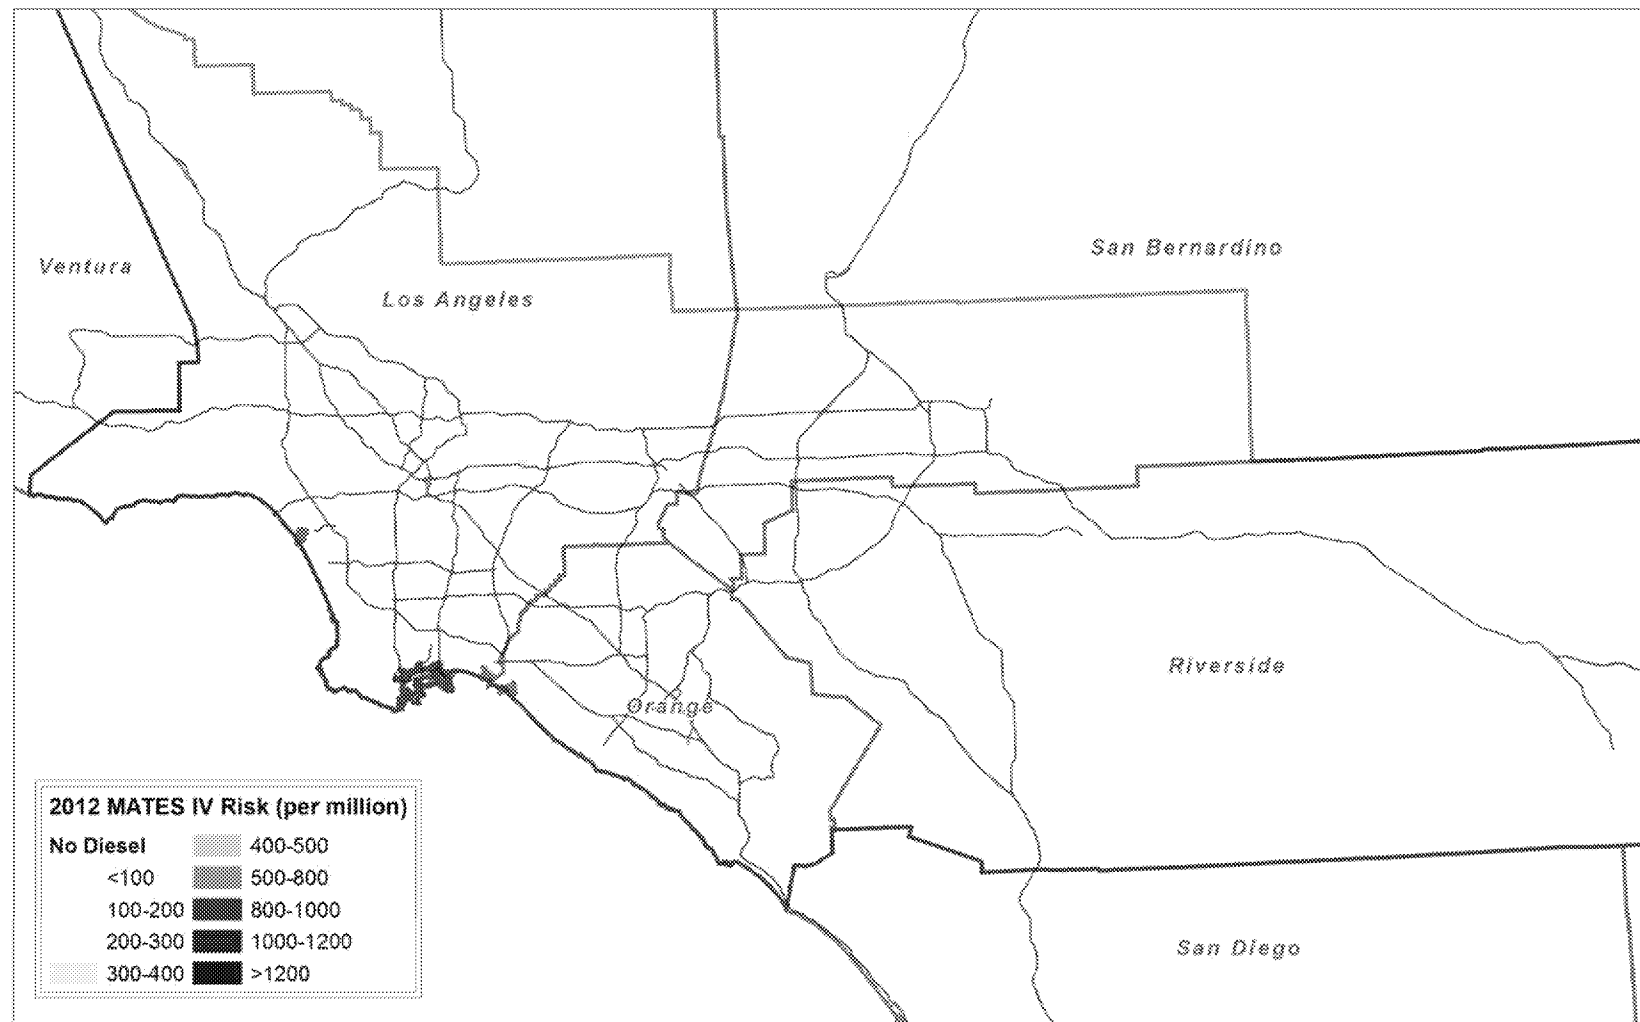 San Bernardino
Ventura
Los Angeles
Riverside
Orange
2012 MATES IV Risk (per million)
No Diesel
400-500
<100
500-800
100-200
800-1000
200-300
1000-1200
300-400
>1200
San Diego